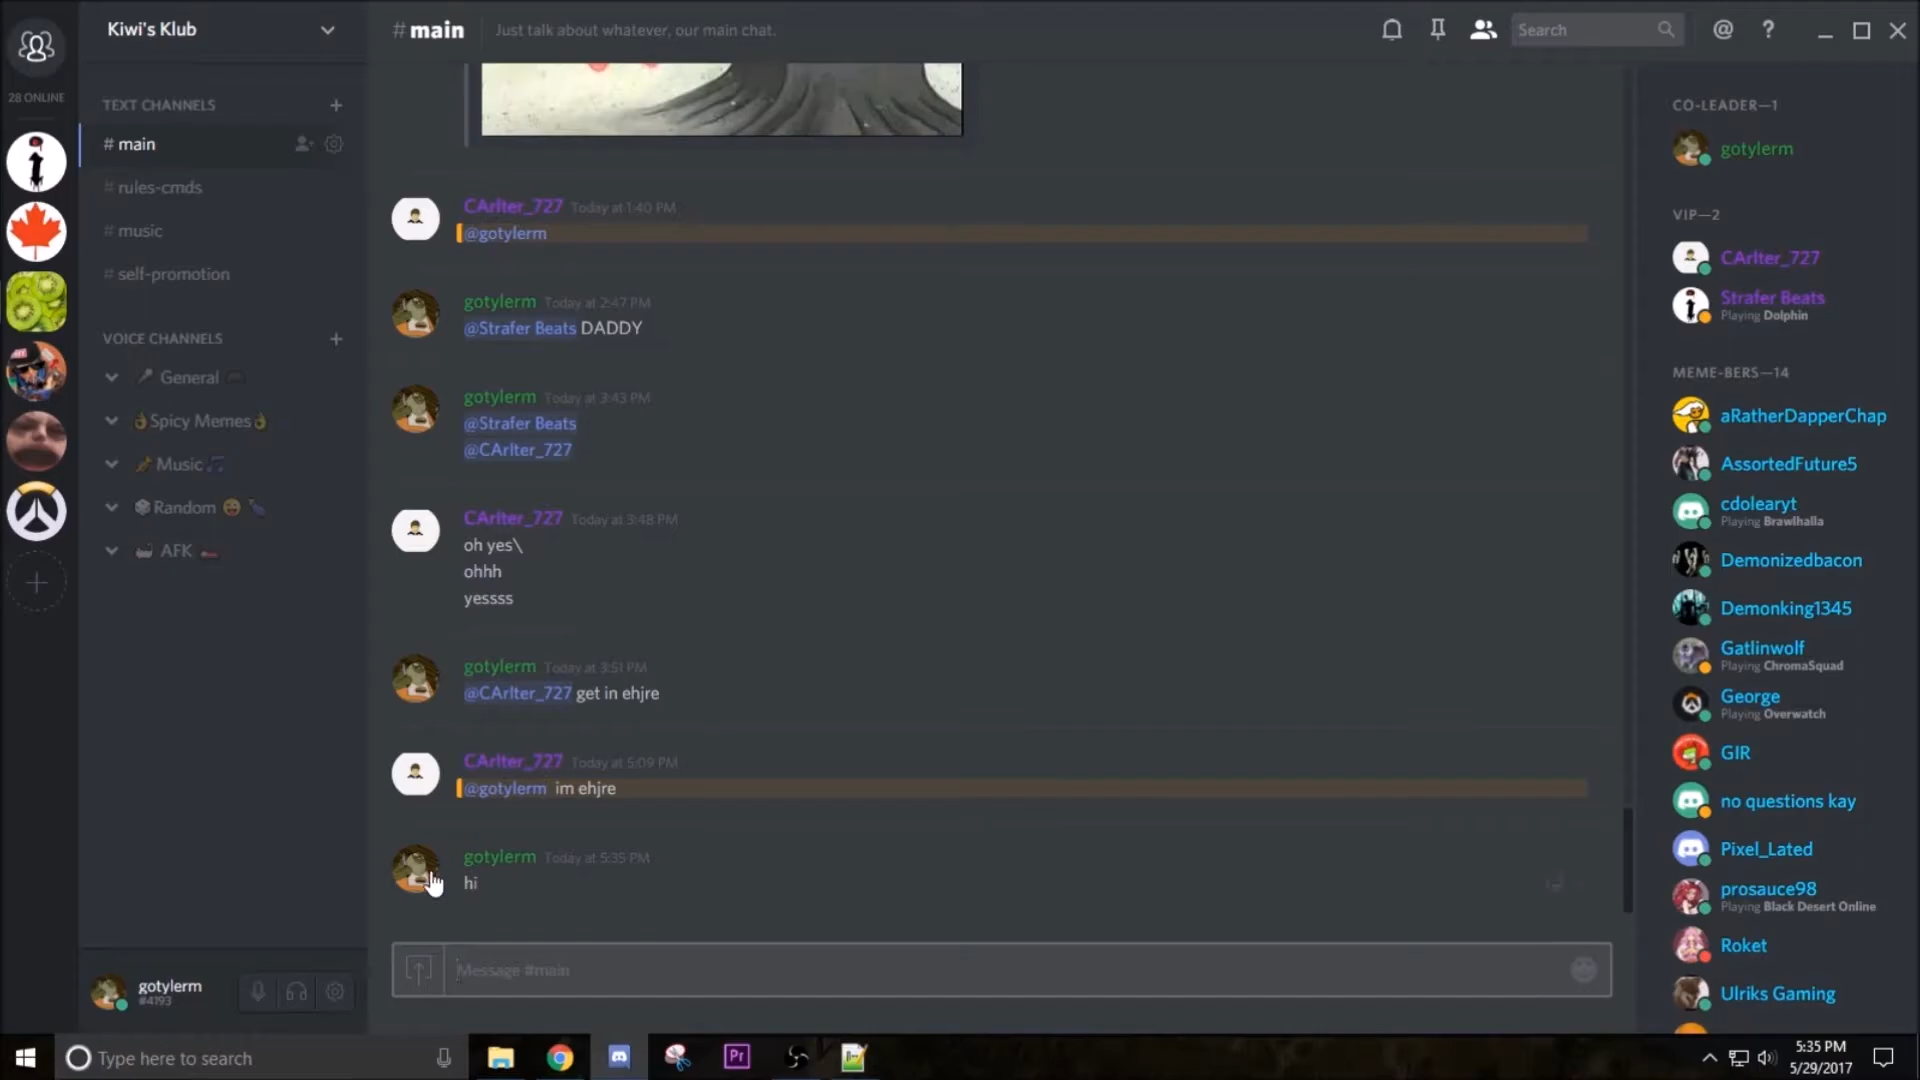 Kiwi's Klub
# main
Just talk about whatever, our main chat.
Search
28 ONLINE
TEXT CHANNELS
# main
# rules-cmds
# music
# self-promotion
VOICE CHANNELS
General
👌Spicy Memes👌
Music
Random
AFK
CArlter_727 Today at 1:40 PM
@gotylerm
gotylerm Today at 2:47 PM
@Strafer Beats DADDY
gotylerm Today at 3:43 PM
@Strafer Beats
@CArlter_727
CArlter_727 Today at 3:48 PM
oh yes\
ohhh
yessss
gotylerm Today at 3:51 PM
@CArlter_727 get in ehjre
CArlter_727 Today at 5:09 PM
@gotylerm im ehjre
gotylerm Today at 5:35 PM
hi
Message #main
gotylerm
#4193
CO-LEADER—1
gotylerm
VIP—2
CArlter_727
Strafer Beats
Playing Dolphin
MEME-BERS—14
aRatherDapperChap
AssortedFuture5
cdolearyt
Playing Brawlhalla
Demonizedbacon
Demonking1345
Gatlinwolf
Playing ChromaSquad
George
Playing Overwatch
GIR
no questions kay
Pixel_Lated
prosauce98
Playing Black Desert Online
Roket
Ulriks Gaming
Type here to search
Pr
5:35 PM
5/29/2017